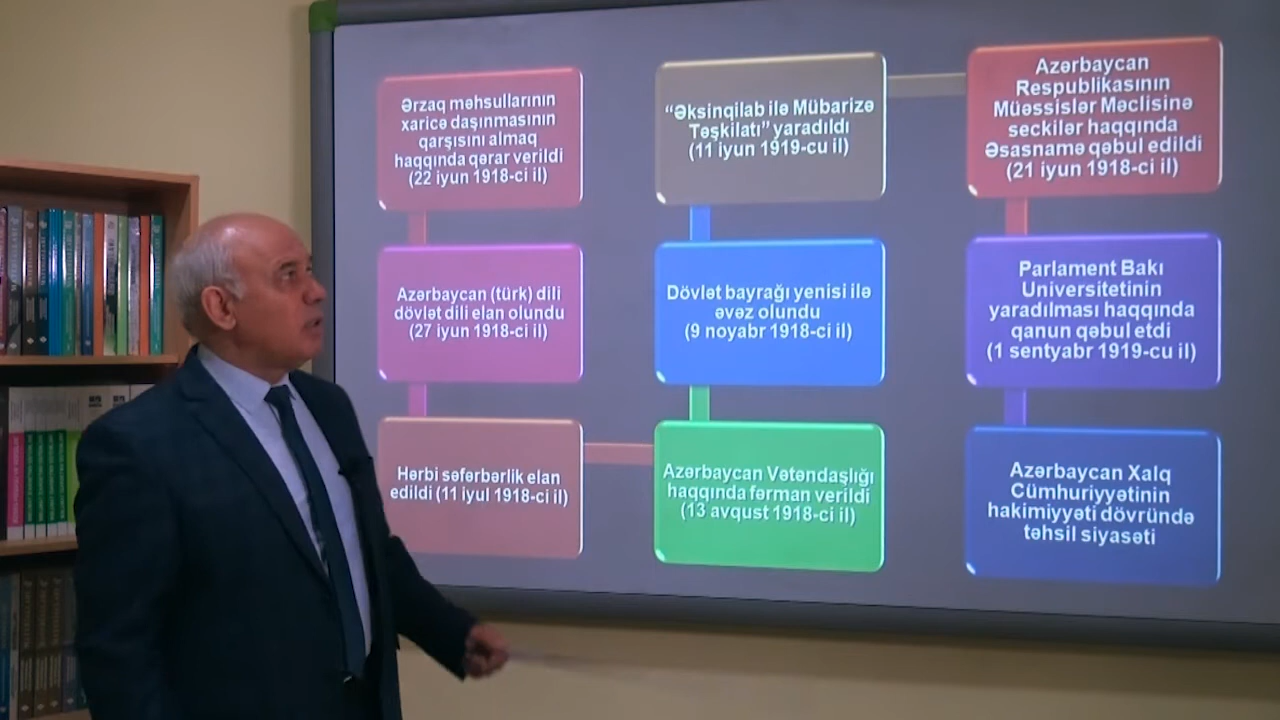 Ərzaq məhsullarının
xaricə daşınmasının
qarşısını almaq
haqqında qərar verildi
(22 iyun 1918-ci il)
Azərbaycan (türk) dili
dövlət dili elan olundu
(27 iyun 1918-ci il)
Hərbi səfərbərlik elan
edildi (11 iyul 1918-ci il)
Azərbaycan Vətəndaşlığı
haqqında fərman verildi
(13 avqust 1918-ci il)
Dövlət bayrağı yenisi ilə
əvəz olundu
(9 noyabr 1918-ci il)
“Əksinqilab ilə Mübarizə
Təşkilatı” yaradıldı
(11 iyun 1919-cu il)
Azərbaycan
Respublikasının
Müəssislər Məclisinə
seckilər haqqında
Əsasnamə qəbul edildi
(21 iyun 1918-ci il)
Parlament Bakı
Universitetinin
yaradılması haqqında
qanun qəbul etdi
(1 sentyabr 1919-cu il)
Azərbaycan Xalq
Cümhuriyyətinin
hakimiyyəti dövründə
təhsil siyasəti